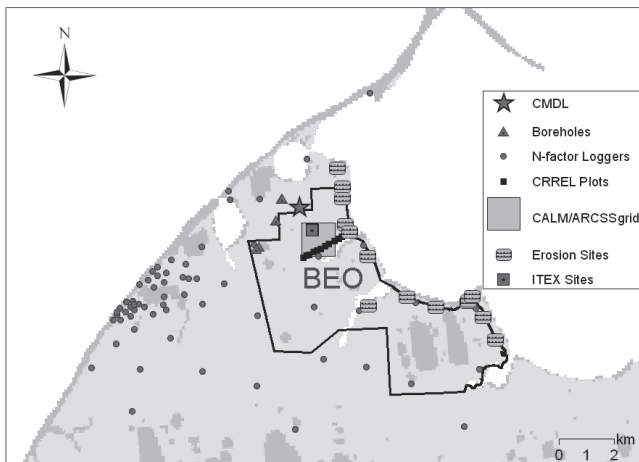 N
CMDL
Boreholes
N-factor Loggers
CRREL Plots
CALM/ARCSSgrid
Erosion Sites
ITEX Sites
BEO
km
0 1 2